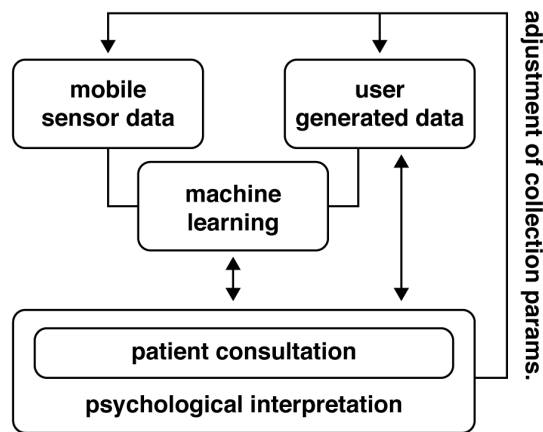 mobile
sensor data
user
generated data
machine
learning
patient consultation
psychological interpretation
adjustment of collection params.